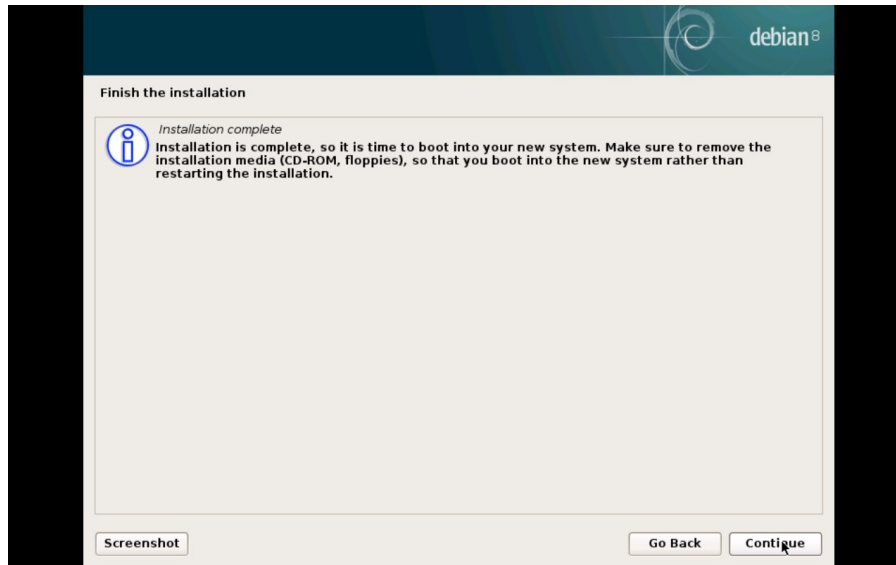 debian 8
Finish the installation
Installation complete
Installation is complete, so it is time to boot into your new system. Make sure to remove the
installation media (CD-ROM, floppies), so that you boot into the new system rather than
restarting the installation.
Screenshot
Go Back
Continue